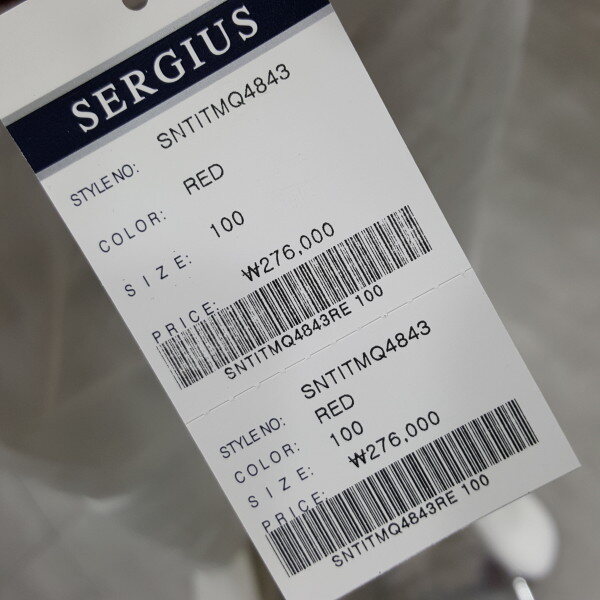 SERGIUS
STYLE NO: SNTITMQ4843
COLOR: RED
SIZE: 100
PRICE: ₩276,000
SNTITMQ4843RE 100
STYLE NO: SNTITMQ4843
COLOR: RED
SIZE: 100
PRICE: ₩276,000
SNTITMQ4843RE 100